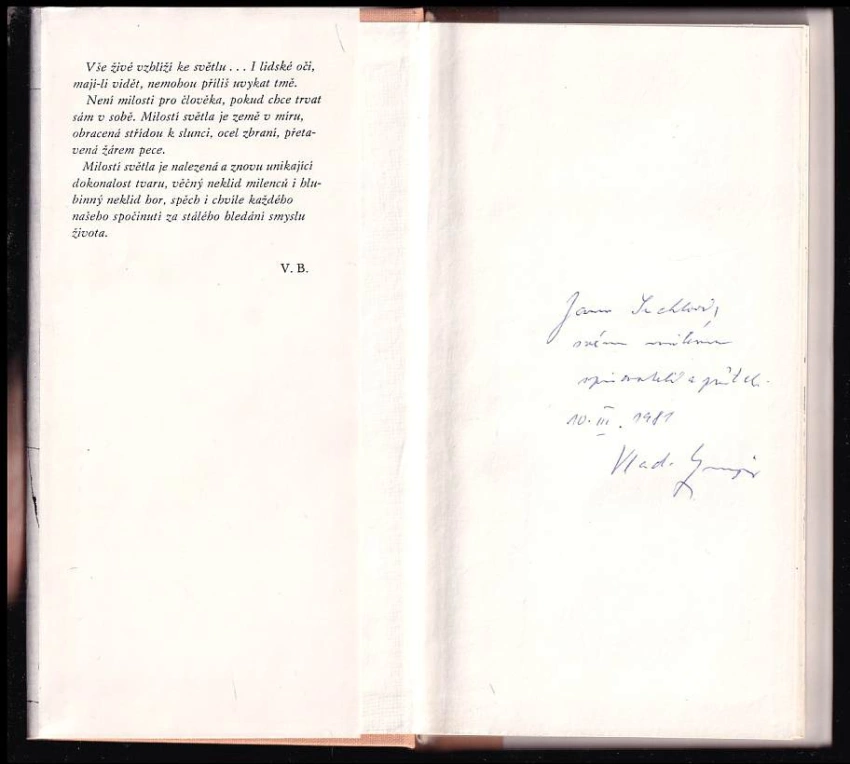 Vše živé vzhlíží ke světlu . . . I lidské oči,
mají-li vidět, nemohou příliš uvykat tmě.
Není milosti pro člověka, pokud chce trvat
sám v sobě. Milostí světla je země v míru,
obracená střídou k slunci, ocel zbraní, přeta-
vená žárem pece.
Milostí světla je nalezená a znovu unikající
dokonalost tvaru, věčný neklid milenců i hlu-
binný neklid hor, spěch i chvíle každého
našeho spočinutí za stálého hledání smyslu
života.
V. B.
svému milému
10. III. 1981
Vlad.